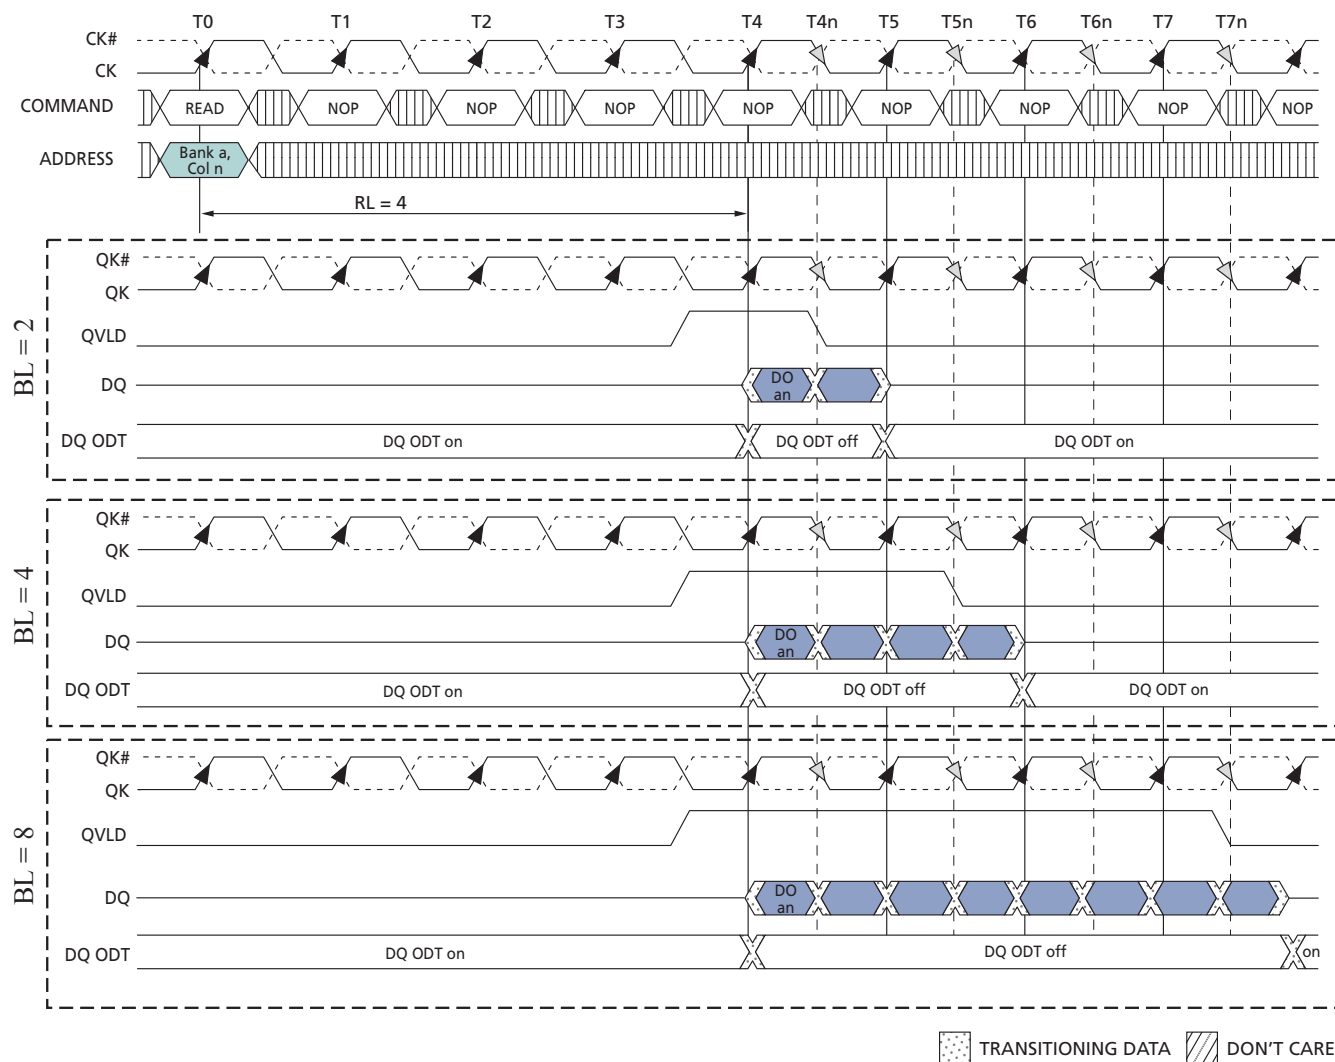 T0 T1 T2 T3 T4 T4n T5 T5n T6 T6n T7 T7n
CK#
CK
COMMAND READ NOP NOP NOP NOP NOP NOP NOP NOP
ADDRESS Bank a,
Col n
RL = 4
BL = 2
QK#
QK
QVLD
DQ DO
an
DQ ODT DQ ODT on DQ ODT off DQ ODT on
BL = 4
QK#
QK
QVLD
DQ DO
an
DQ ODT DQ ODT on DQ ODT off DQ ODT on
BL = 8
QK#
QK
QVLD
DQ DO
an
DQ ODT DQ ODT on DQ ODT off on
TRANSITIONING DATA DON'T CARE